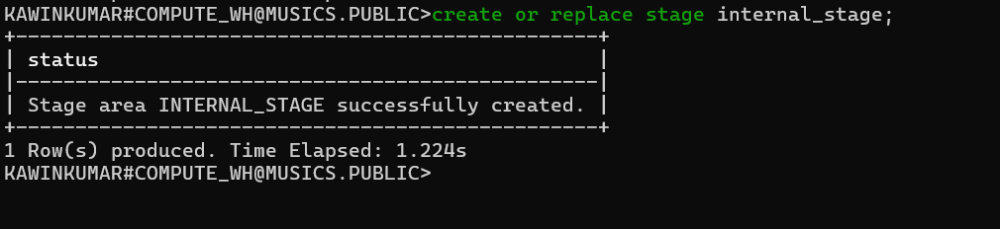 KAWINKUMAR#COMPUTE_WH@MUSICS.PUBLIC>create or replace stage internal_stage;
+-------------------------------------------------+
| status                                          |
|-------------------------------------------------|
| Stage area INTERNAL_STAGE successfully created. |
+-------------------------------------------------+
1 Row(s) produced. Time Elapsed: 1.224s
KAWINKUMAR#COMPUTE_WH@MUSICS.PUBLIC>